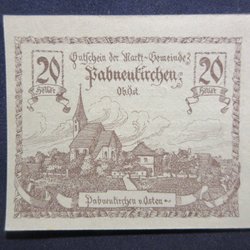 Gutschein der Markt-Gemeinde
20 Pabneukirchen 20
Heller Ob.Öst. Heller
Pabneukirchen v. Osten